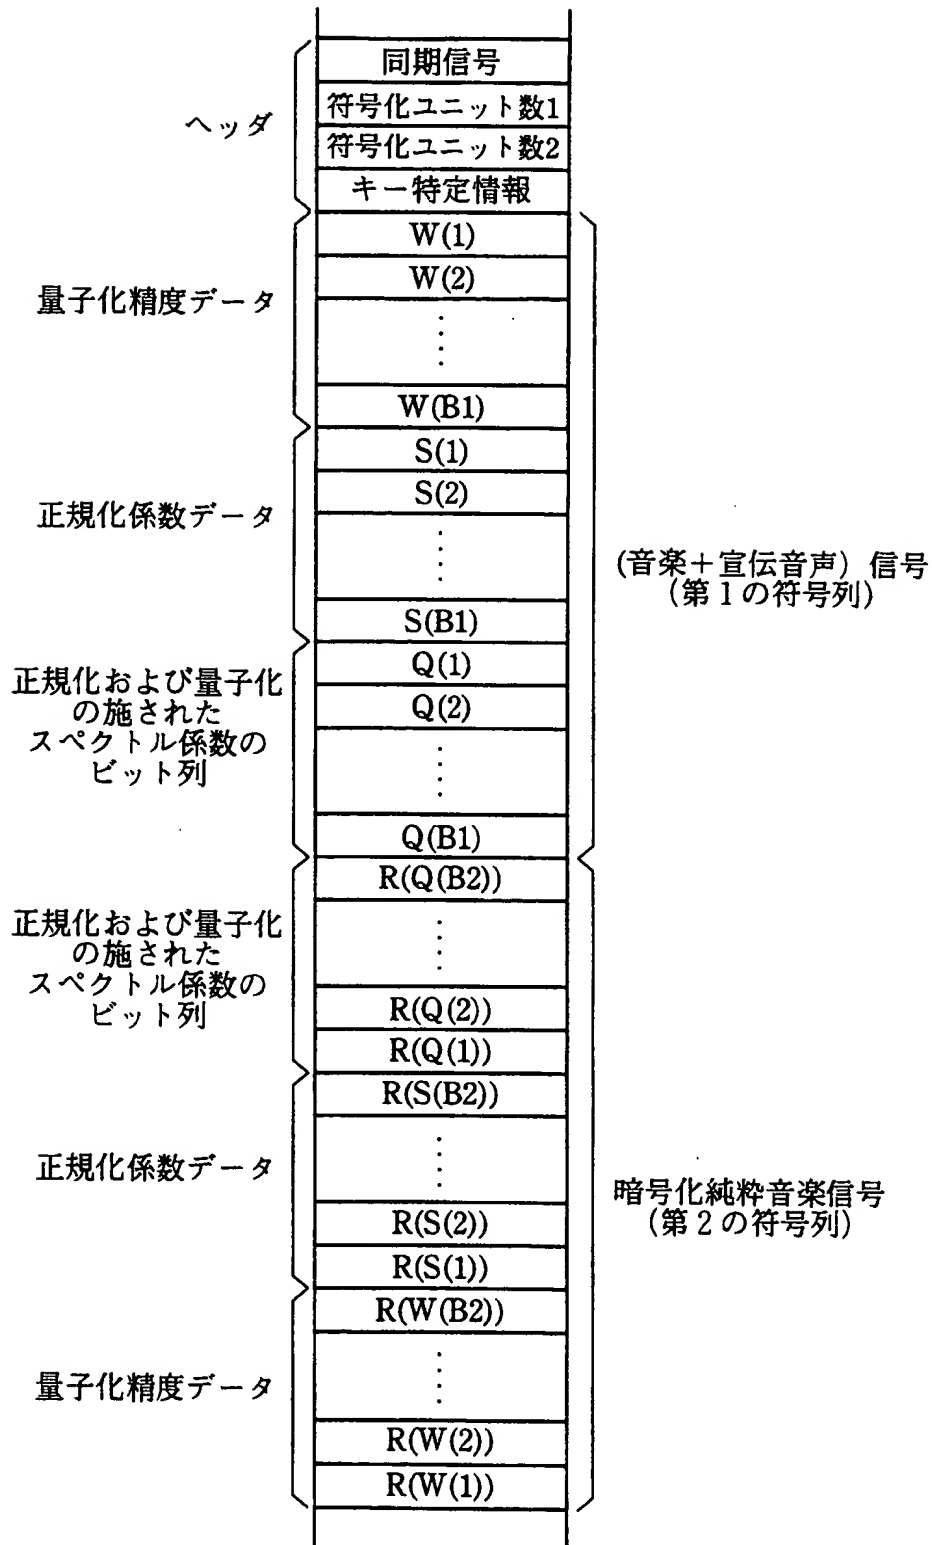 ヘッダ
同期信号
符号化ユニット数1
符号化ユニット数2
キー特定情報
量子化精度データ
W(1)
W(2)
W(B1)
正規化係数データ
S(1)
S(2)
S(B1)
正規化および量子化
の施された
スペクトル係数の
ビット列
Q(1)
Q(2)
Q(B1)
(音楽+宣伝音声)信号
(第1の符号列)
正規化および量子化
の施された
スペクトル係数の
ビット列
R(Q(B2))
R(Q(2))
R(Q(1))
正規化係数データ
R(S(B2))
R(S(2))
R(S(1))
量子化精度データ
R(W(B2))
R(W(2))
R(W(1))
暗号化純粋音楽信号
(第2の符号列)